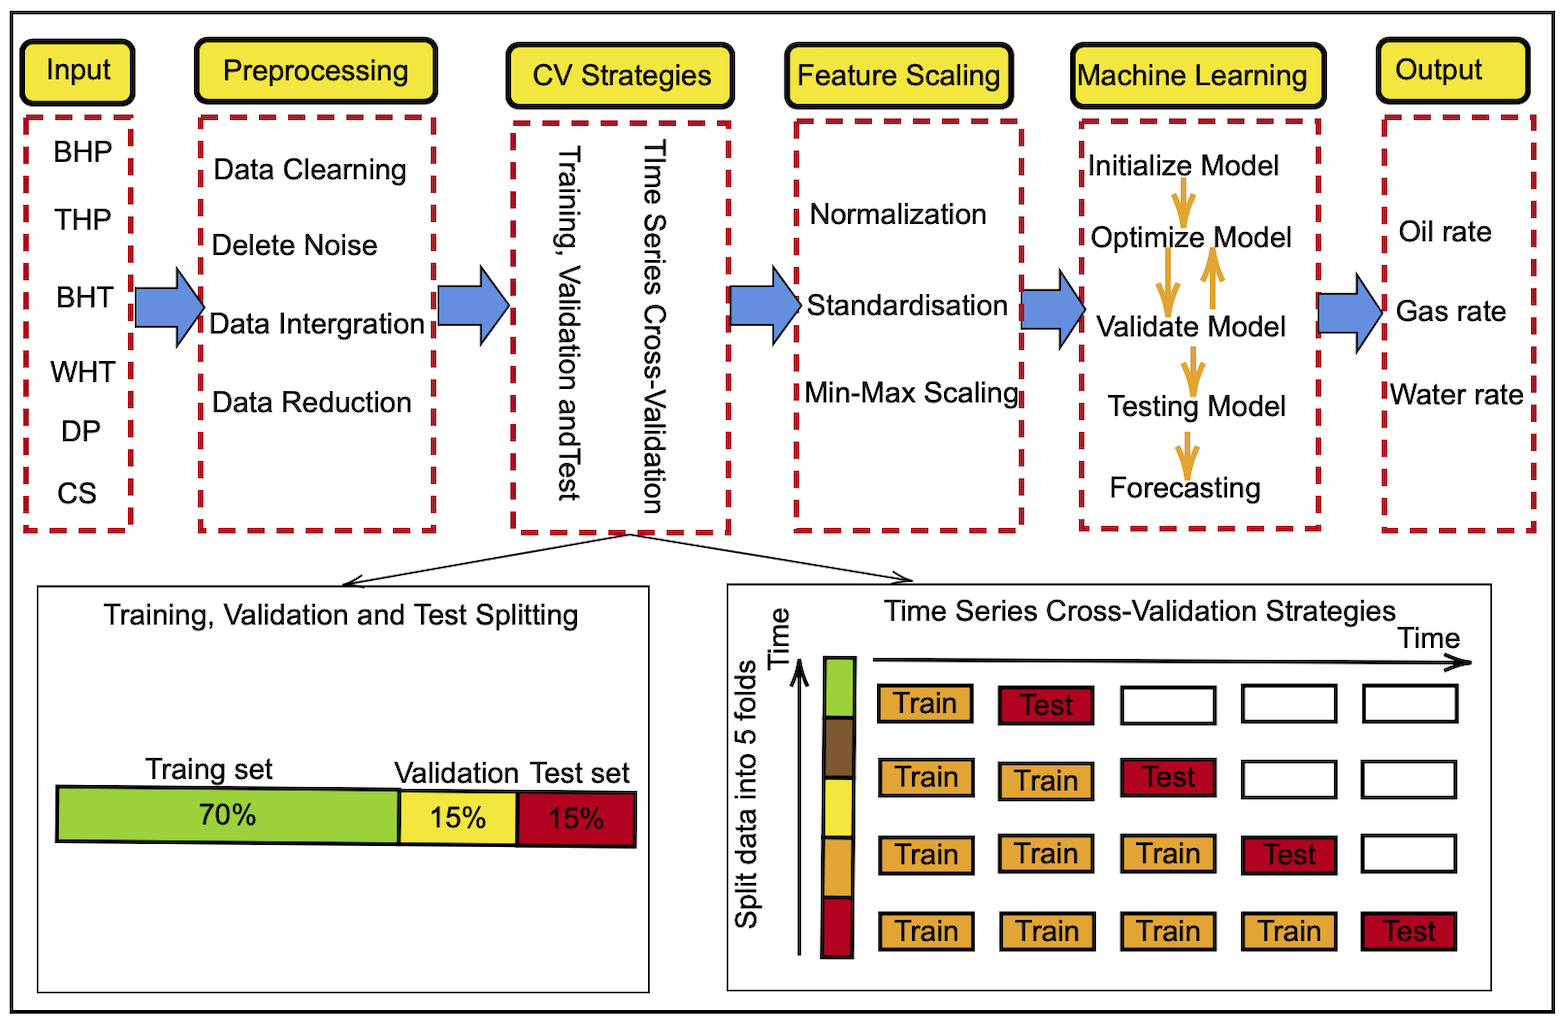 Input
Preprocessing
CV Strategies
Feature Scaling
Machine Learning
Output
BHP
THP
BHT
WHT
DP
CS
Data Clearning
Delete Noise
Data Intergration
Data Reduction
Training, Validation andTest
TIme Series Cross-Validation
Normalization
Standardisation
Min-Max Scaling
Initialize Model
Optimize Model
Validate Model
Testing Model
Forecasting
Oil rate
Gas rate
Water rate
Training, Validation and Test Splitting
Traing set
Validation
Test set
70%
15%
15%
Time Series Cross-Validation Strategies
Time
Time
Split data into 5 folds
Train Test
Train Train Test
Train Train Train Test
Train Train Train Train Test